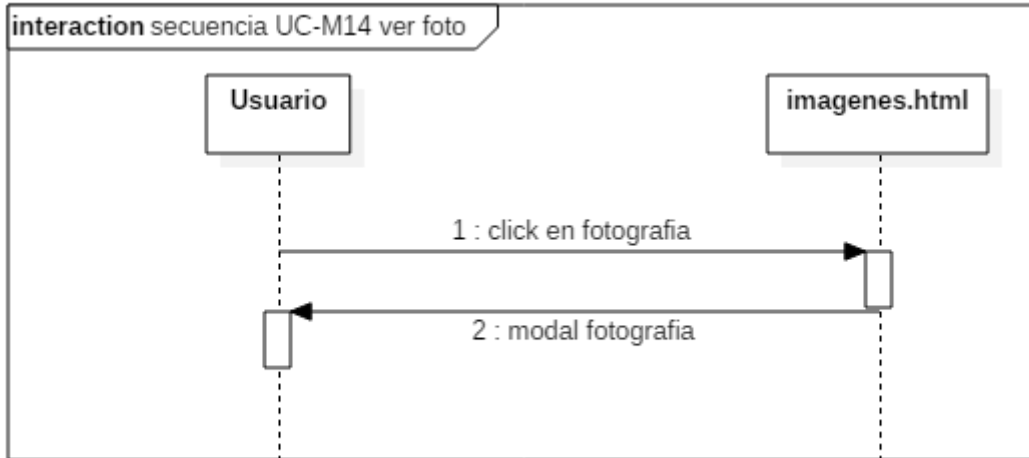 interaction secuencia UC-M14 ver foto
Usuario
imagenes.html
1 : click en fotografia
2 : modal fotografia